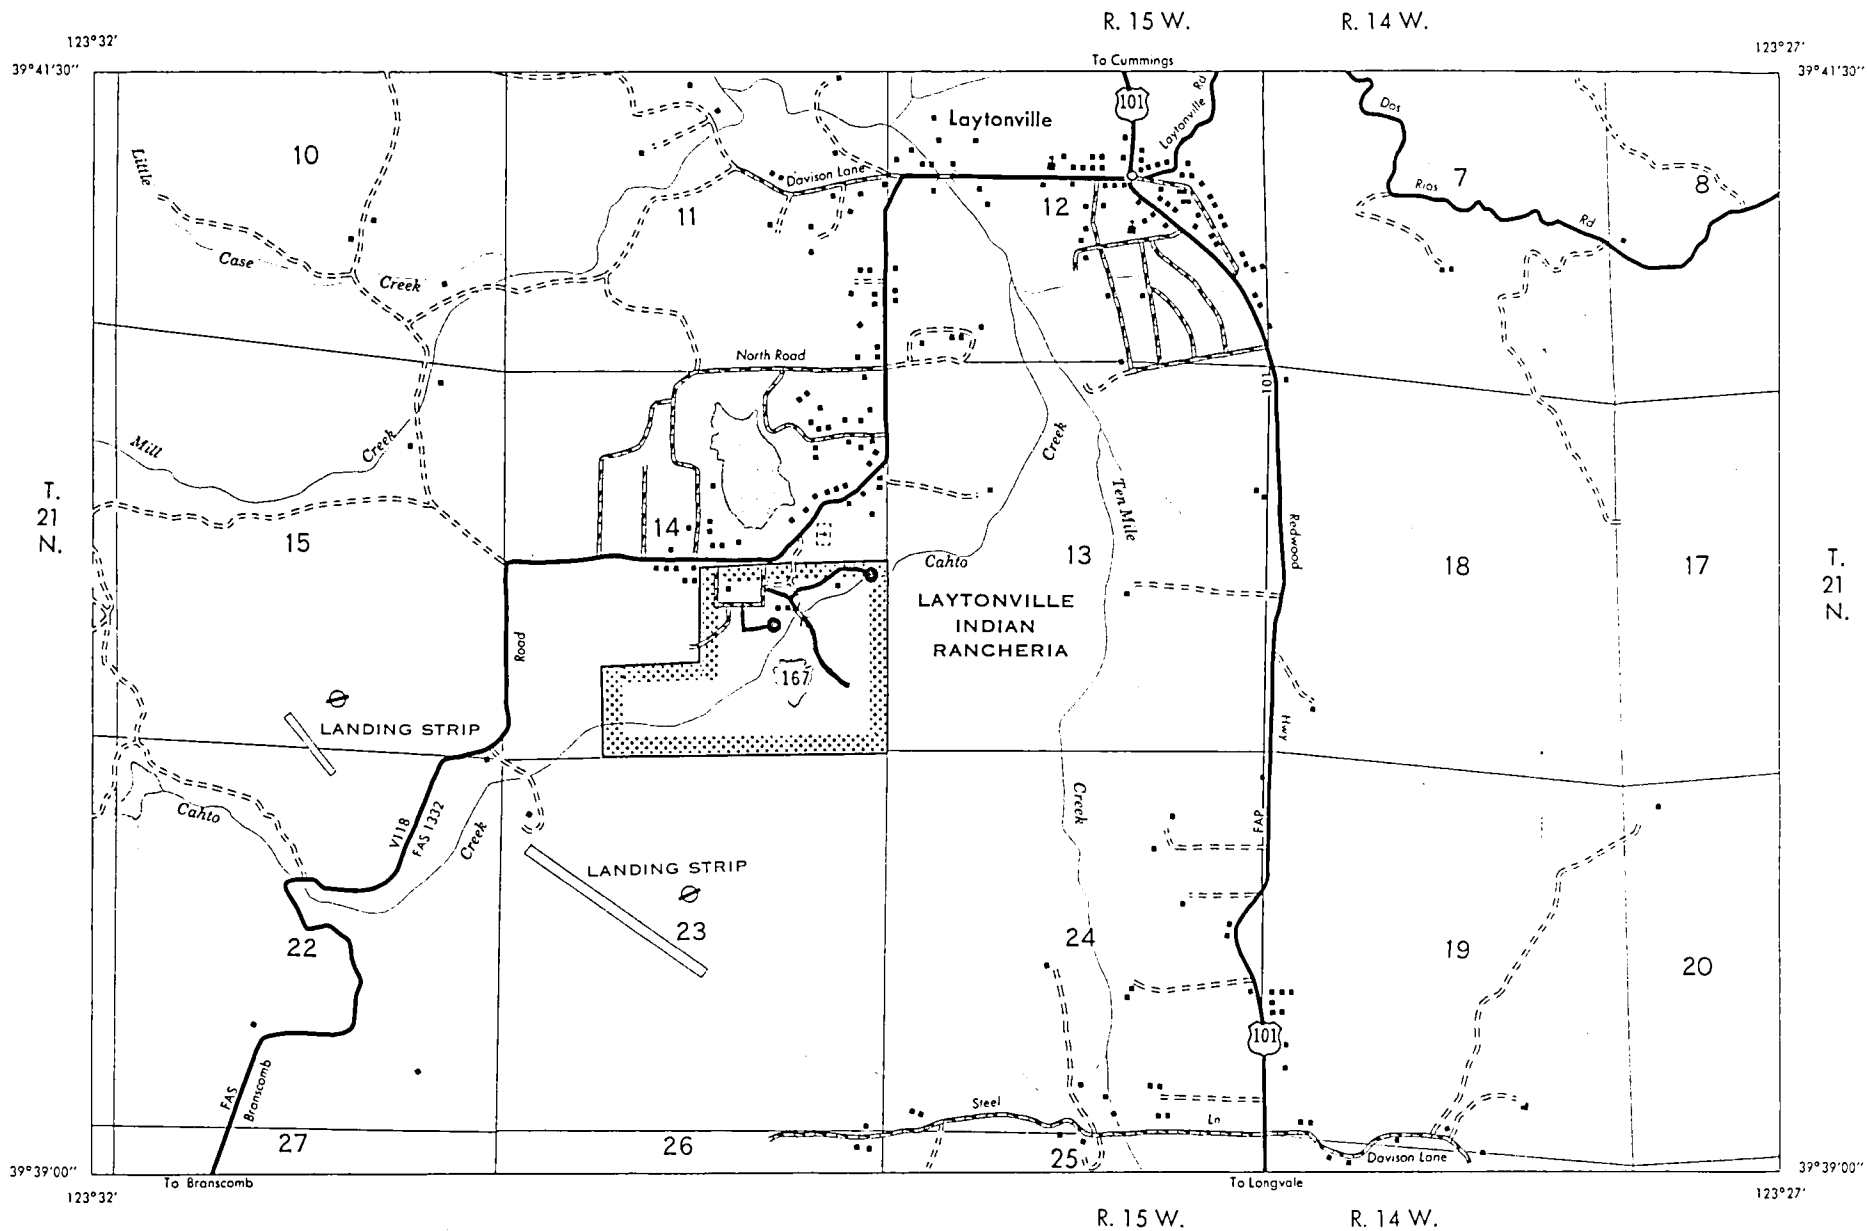 R. 15 W. R. 14 W.
123°32' 123°27'
39°41'30" 39°41'30"
To Cummings
101
Laytonville Rd
Dos
Rios
Rd
Laytonville
Little
Case
Creek
10
11
12
7
8
Davison Lane
North Road
101
Mill
Creek
Creek
Ten Mile
T.
21
N.
15
14
13
18
17
T.
21
N.
Cahto
LAYTONVILLE
INDIAN
RANCHERIA
Redwood
Road
167
LANDING STRIP
Hwy
Cahto
V118
FAS 1332
Creek
Creek
FAP
LANDING STRIP
22
23
24
19
20
101
FAS
Branscomb
Steel
Ln
27
26
25
Davison Lane
39°39'00" 39°39'00"
To Branscomb To Longvale
123°32' 123°27'
R. 15 W. R. 14 W.